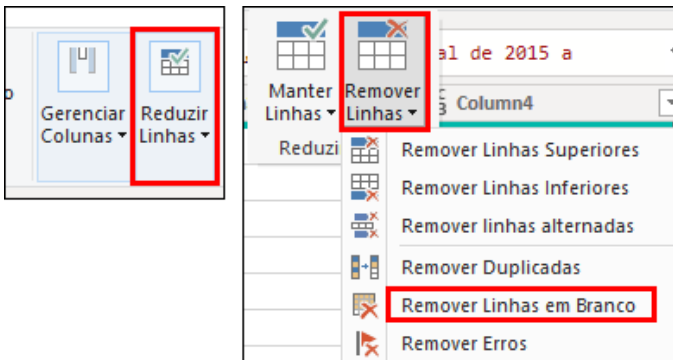 Gerenciar
Colunas
Reduzir
Linhas
Manter
Linhas
Remover
Linhas
Reduzi
al de 2015 a
Column4
Remover Linhas Superiores
Remover Linhas Inferiores
Remover linhas alternadas
Remover Duplicadas
Remover Linhas em Branco
Remover Erros